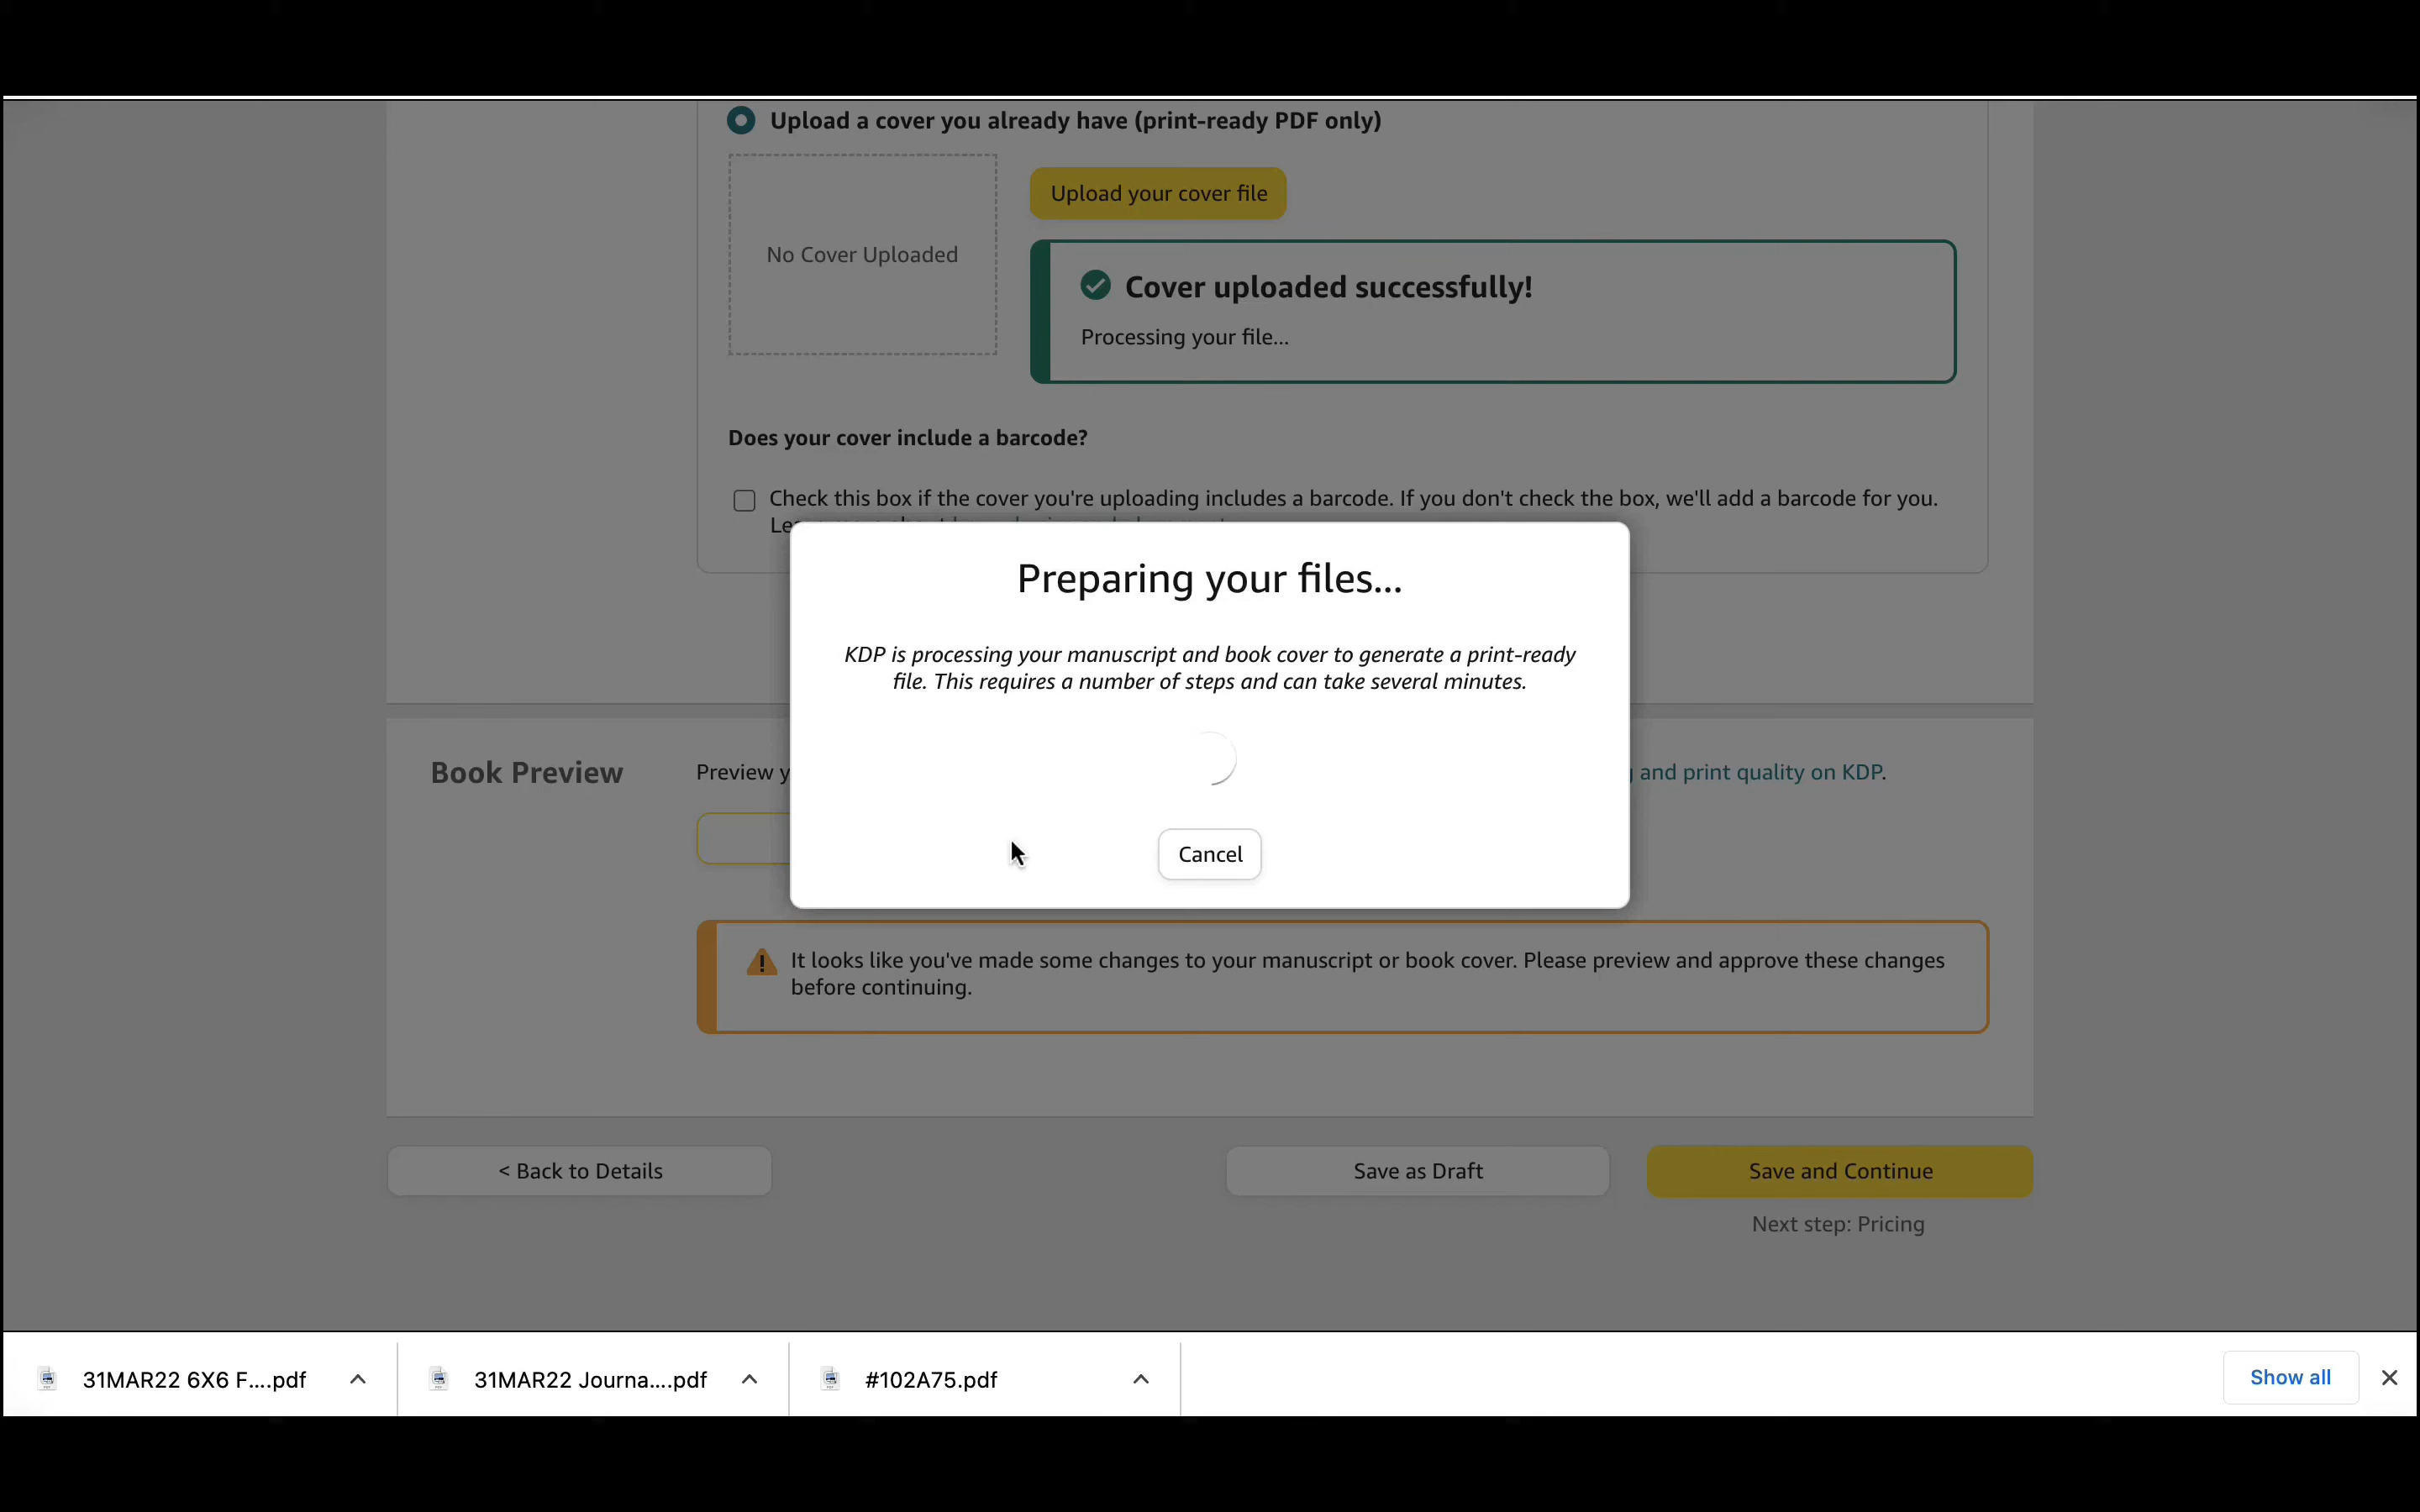 Upload a cover you already have (print-ready PDF only)
No Cover Uploaded
Upload your cover file
Cover uploaded successfully!
Processing your file...
Does your cover include a barcode?
Check this box if the cover you're uploading includes a barcode. If you don't check the box, we'll add a barcode for you.
Preparing your files...
KDP is processing your manuscript and book cover to generate a print-ready
file. This requires a number of steps and can take several minutes.
Cancel
Book Preview
Preview
and print quality on KDP.
It looks like you've made some changes to your manuscript or book cover. Please preview and approve these changes
before continuing.
< Back to Details
Save as Draft
Save and Continue
Next step: Pricing
31MAR22 6X6 F....pdf
31MAR22 Journa....pdf
#102A75.pdf
Show all